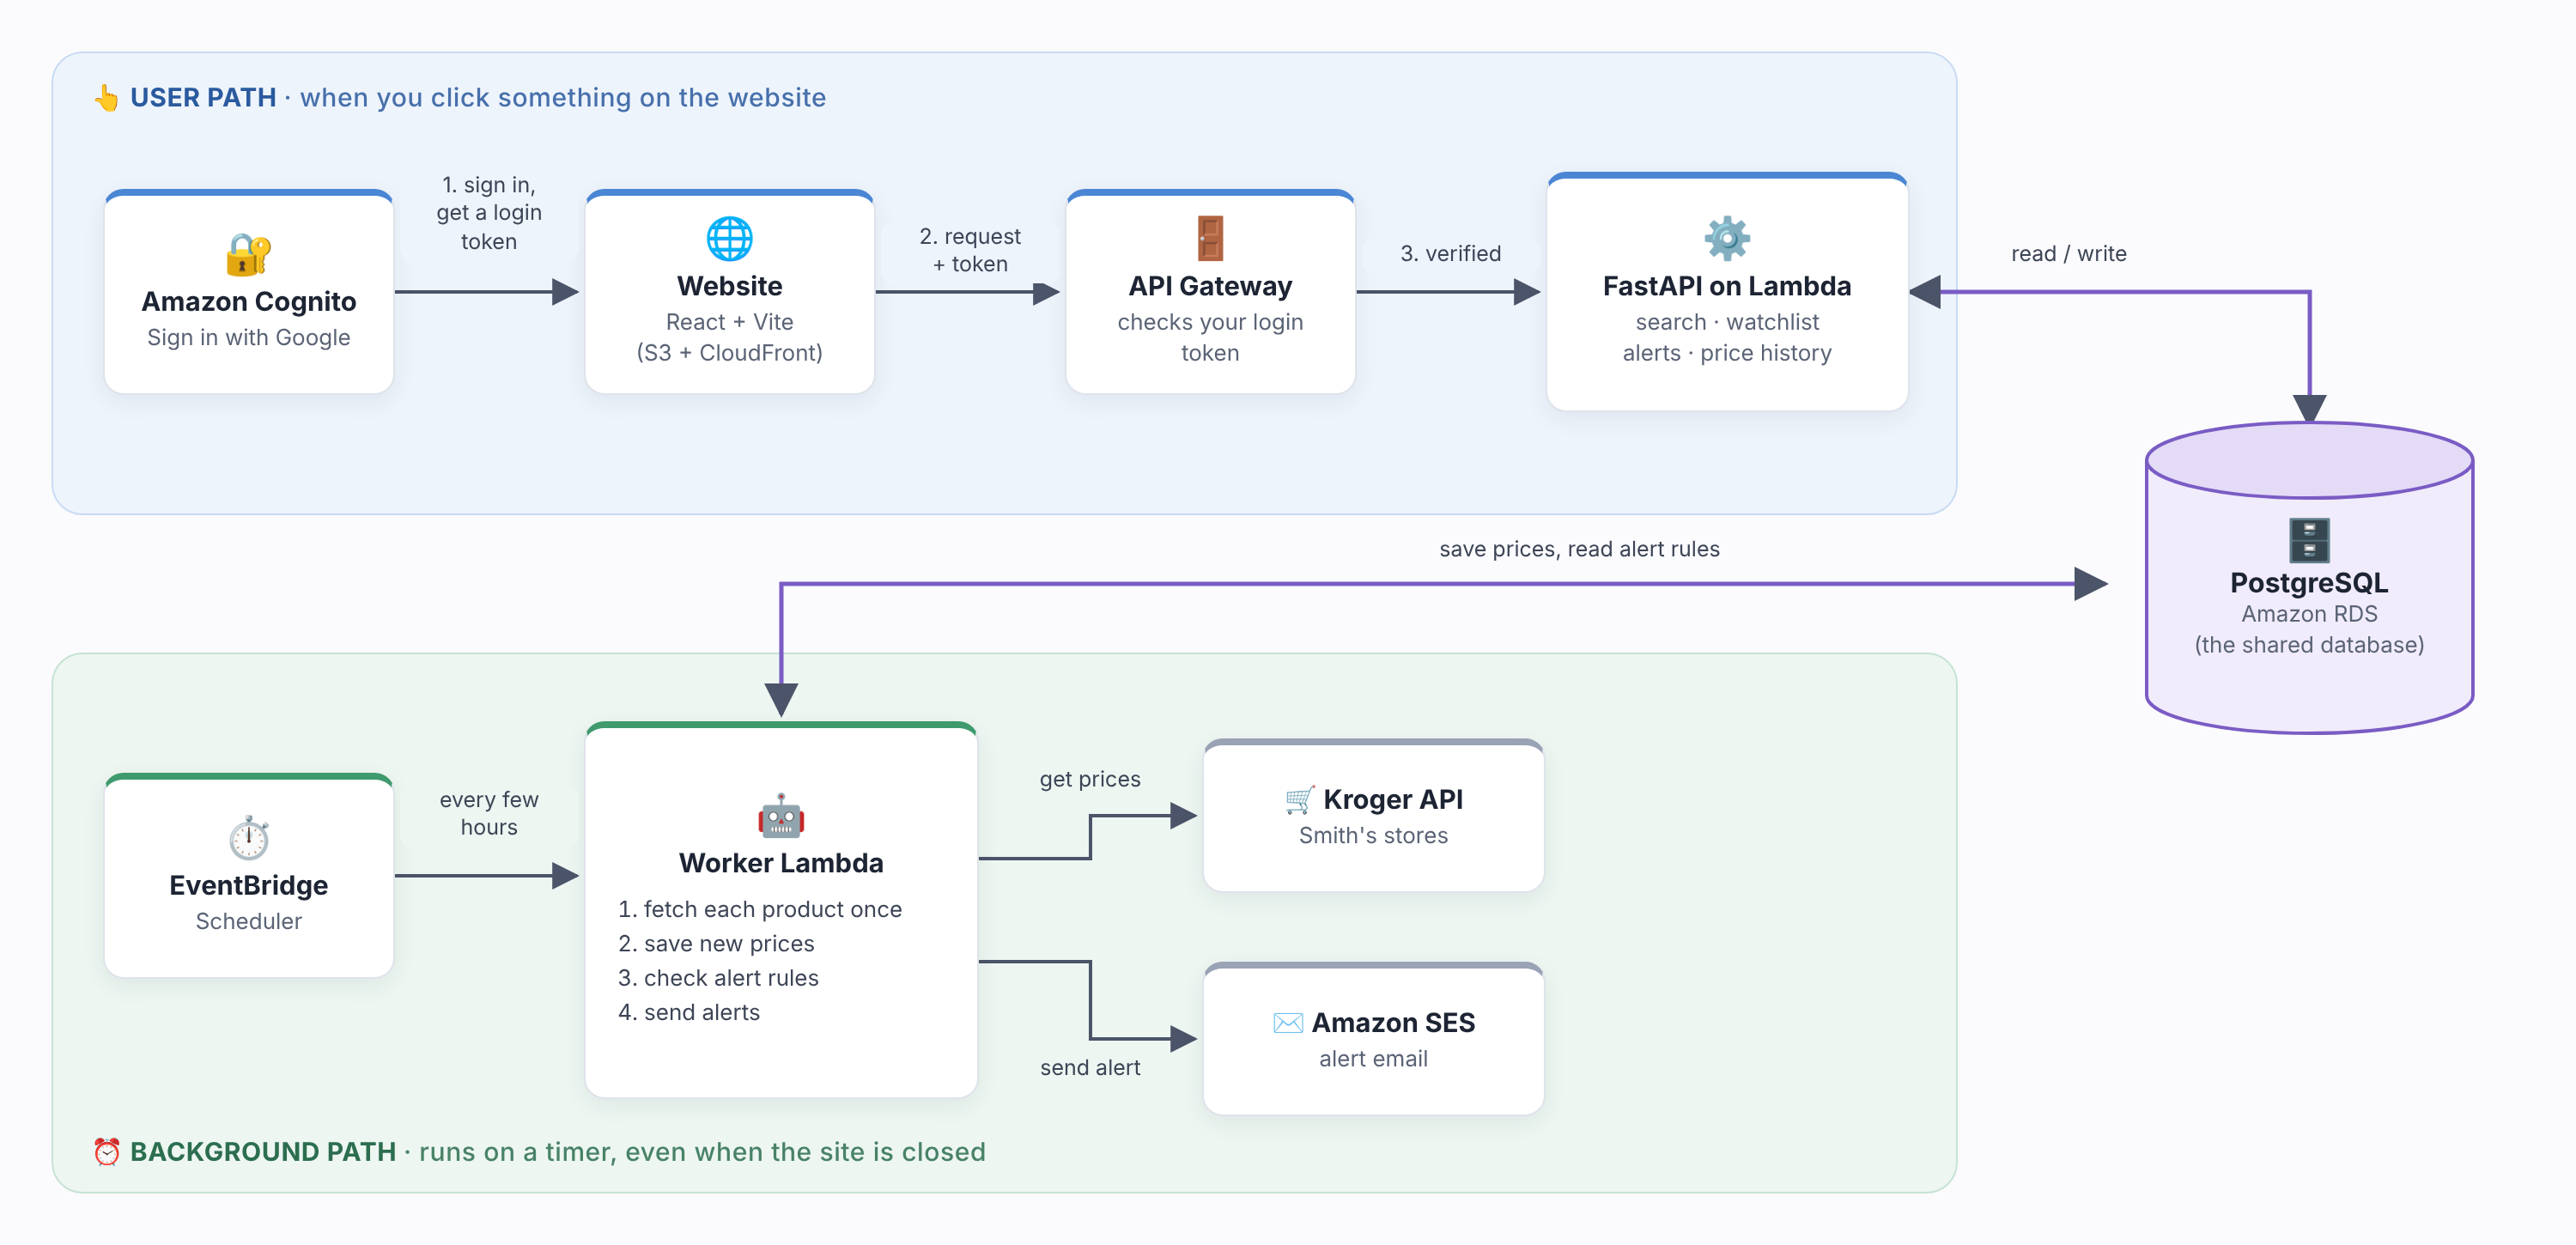 👆 USER PATH · when you click something on the website
1. sign in,
get a login
token
🔐
Amazon Cognito
Sign in with Google
🌐
Website
React + Vite
(S3 + CloudFront)
2. request
+ token
🚪
API Gateway
checks your login
token
3. verified
⚙️
FastAPI on Lambda
search · watchlist
alerts · price history
read / write
🗄️
PostgreSQL
Amazon RDS
(the shared database)
save prices, read alert rules
⏱️
EventBridge
Scheduler
every few
hours
🤖
Worker Lambda
1. fetch each product once
2. save new prices
3. check alert rules
4. send alerts
get prices
🛒 Kroger API
Smith's stores
send alert
✉️ Amazon SES
alert email
⏰ BACKGROUND PATH · runs on a timer, even when the site is closed